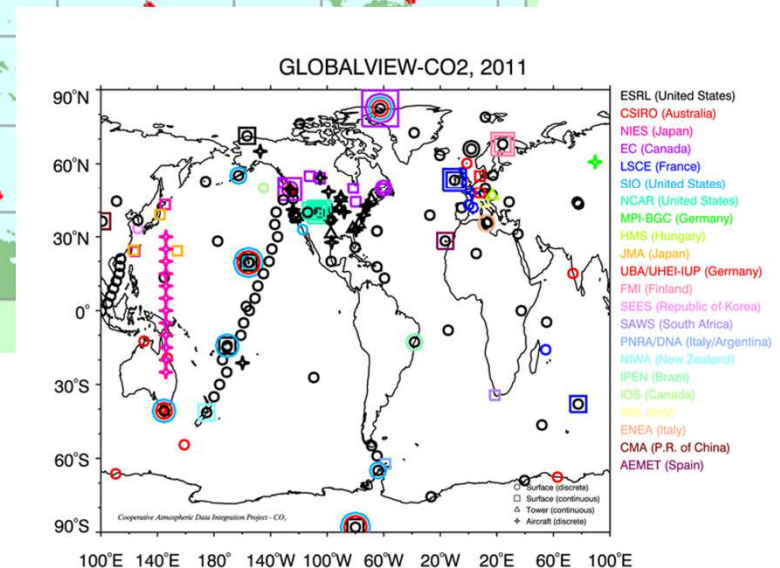 GLOBALVIEW-CO2, 2011
90°N
60°N
30°N
0°
30°S
60°S
90°S
100°E 140°E 180° 140°W 100°W 60°W 20°W 20°E 60°E 100°E
Cooperative Atmospheric Data Integration Project - CO₂
Surface (discrete)
Surface (continuous)
Tower (continuous)
Aircraft (discrete)
ESRL (United States)
CSIRO (Australia)
NIES (Japan)
EC (Canada)
LSCE (France)
SIO (United States)
NCAR (United States)
MPI-BGC (Germany)
HMS (Hungary)
JMA (Japan)
UBA/UHEI-IUP (Germany)
FMI (Finland)
SEES (Republic of Korea)
SAWS (South Africa)
PNRA/DNA (Italy/Argentina)
NIWA (New Zealand)
IPEN (Brazil)
IOS (Canada)
IMS (Italy)
ENEA (Italy)
CMA (P.R. of China)
AEMET (Spain)